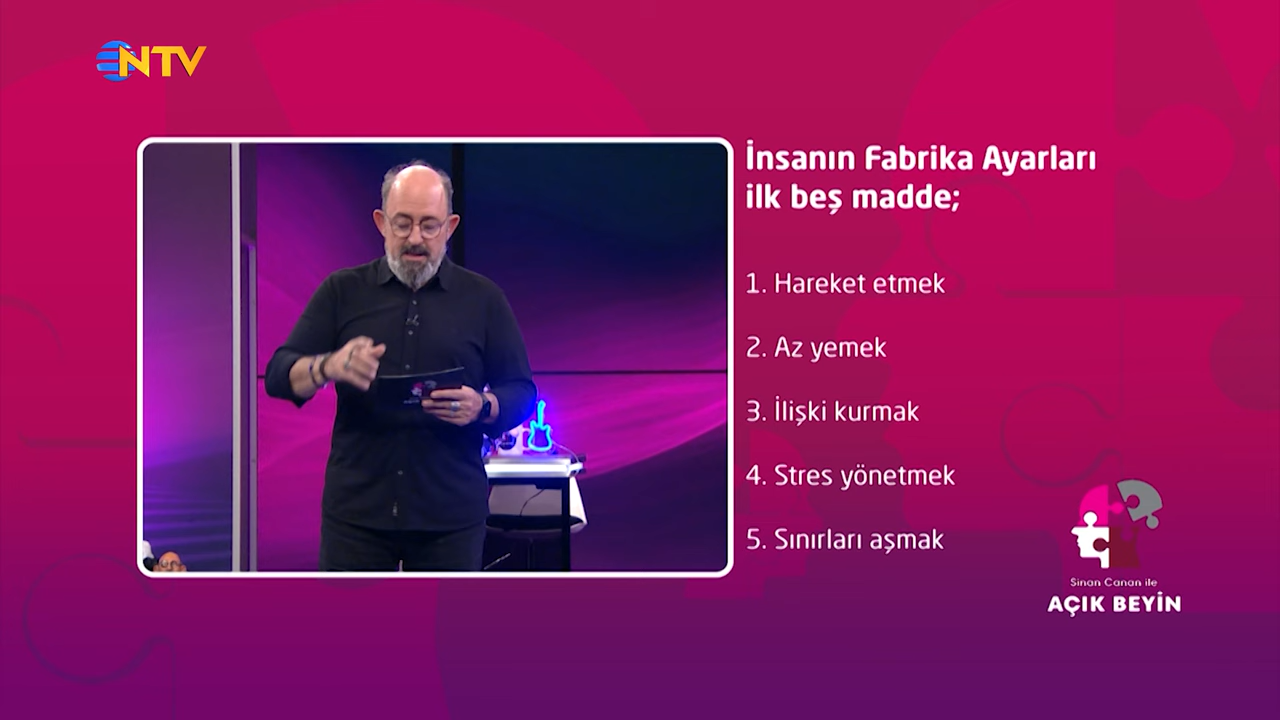 NTV
İnsanın Fabrika Ayarları
ilk beş madde;
1. Hareket etmek
2. Az yemek
3. İlişki kurmak
4. Stres yönetmek
5. Sınırları aşmak
Sinan Canan ile
AÇIK BEYİN